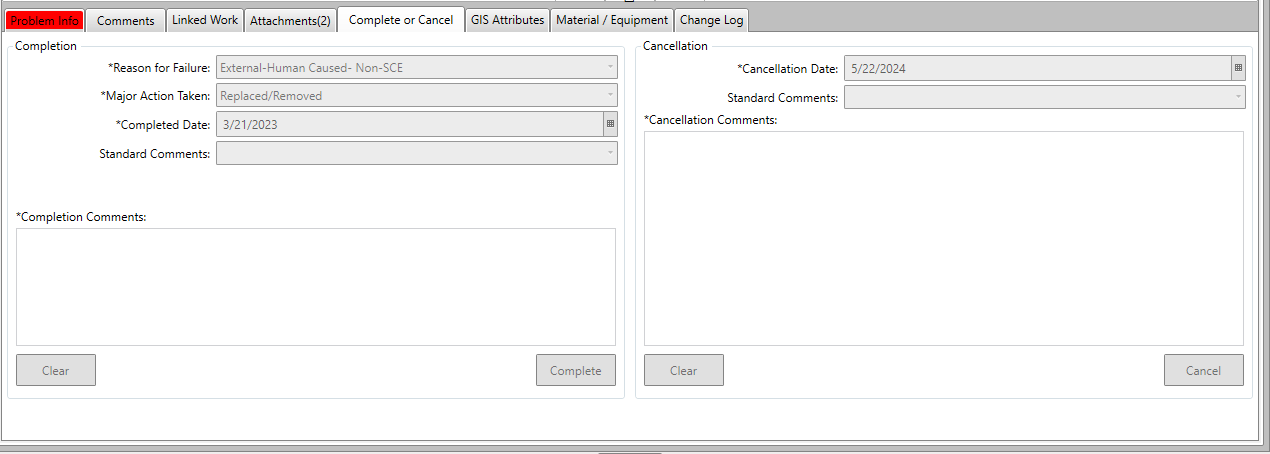 Problem Info Comments Linked Work Attachments(2) Complete or Cancel GIS Attributes Material / Equipment Change Log
Completion
*Reason for Failure: External-Human Caused- Non-SCE
*Major Action Taken: Replaced/Removed
*Completed Date: 3/21/2023
Standard Comments:
*Completion Comments:
Clear Complete
Cancellation
*Cancellation Date: 5/22/2024
Standard Comments:
*Cancellation Comments:
Clear Cancel